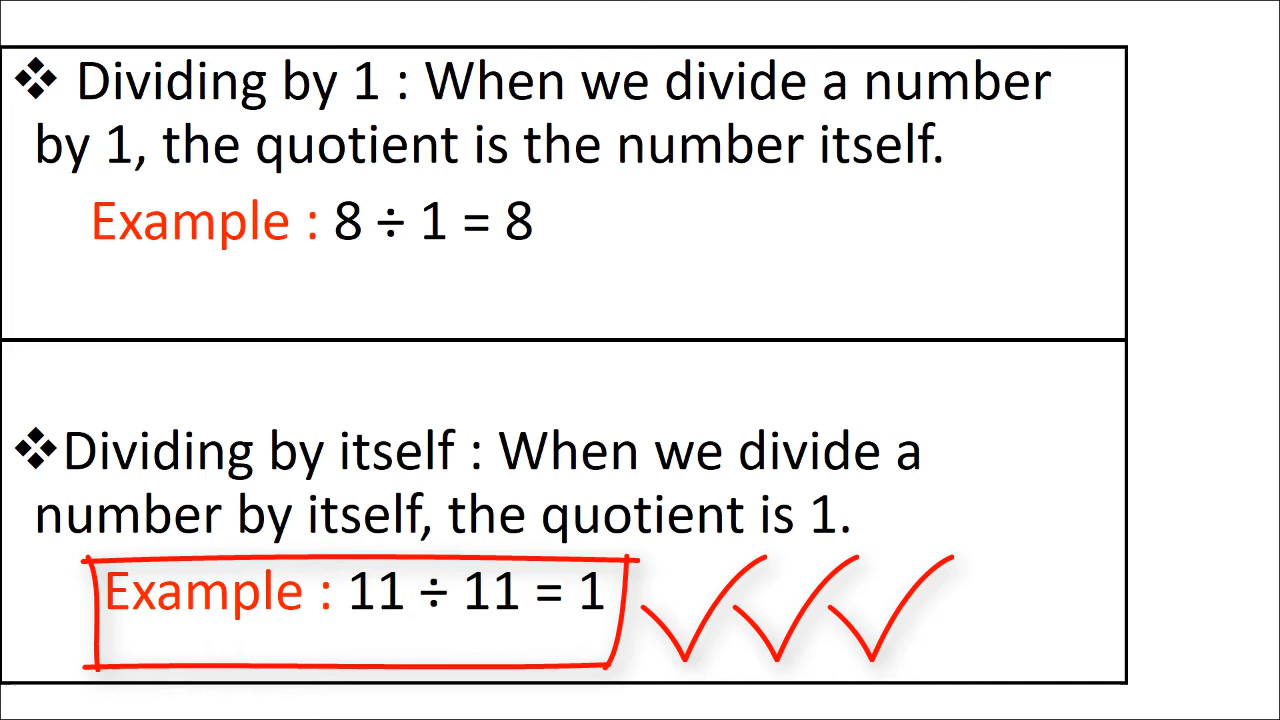 ❖ Dividing by 1 : When we divide a number
by 1, the quotient is the number itself.
Example : 8 ÷ 1 = 8
❖Dividing by itself : When we divide a
number by itself, the quotient is 1.
Example : 11 ÷ 11 = 1